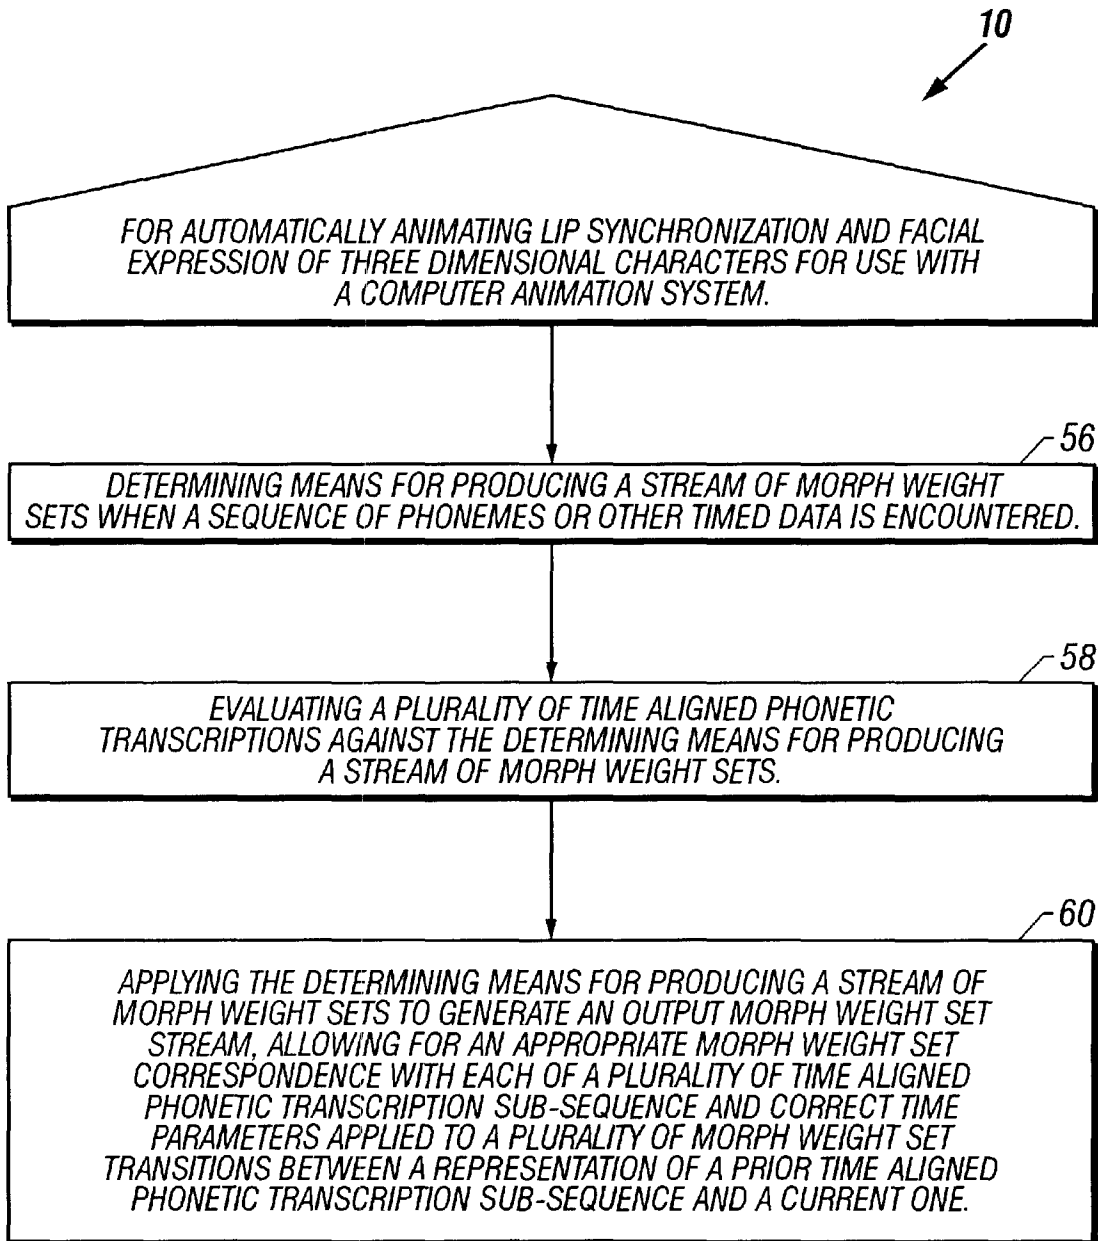 10
FOR AUTOMATICALLY ANIMATING LIP SYNCHRONIZATION AND FACIAL
EXPRESSION OF THREE DIMENSIONAL CHARACTERS FOR USE WITH
A COMPUTER ANIMATION SYSTEM.
56
DETERMINING MEANS FOR PRODUCING A STREAM OF MORPH WEIGHT
SETS WHEN A SEQUENCE OF PHONEMES OR OTHER TIMED DATA IS ENCOUNTERED.
58
EVALUATING A PLURALITY OF TIME ALIGNED PHONETIC
TRANSCRIPTIONS AGAINST THE DETERMINING MEANS FOR PRODUCING
A STREAM OF MORPH WEIGHT SETS.
60
APPLYING THE DETERMINING MEANS FOR PRODUCING A STREAM OF
MORPH WEIGHT SETS TO GENERATE AN OUTPUT MORPH WEIGHT SET
STREAM, ALLOWING FOR AN APPROPRIATE MORPH WEIGHT SET
CORRESPONDENCE WITH EACH OF A PLURALITY OF TIME ALIGNED
PHONETIC TRANSCRIPTION SUB-SEQUENCE AND CORRECT TIME
PARAMETERS APPLIED TO A PLURALITY OF MORPH WEIGHT SET
TRANSITIONS BETWEEN A REPRESENTATION OF A PRIOR TIME ALIGNED
PHONETIC TRANSCRIPTION SUB-SEQUENCE AND A CURRENT ONE.